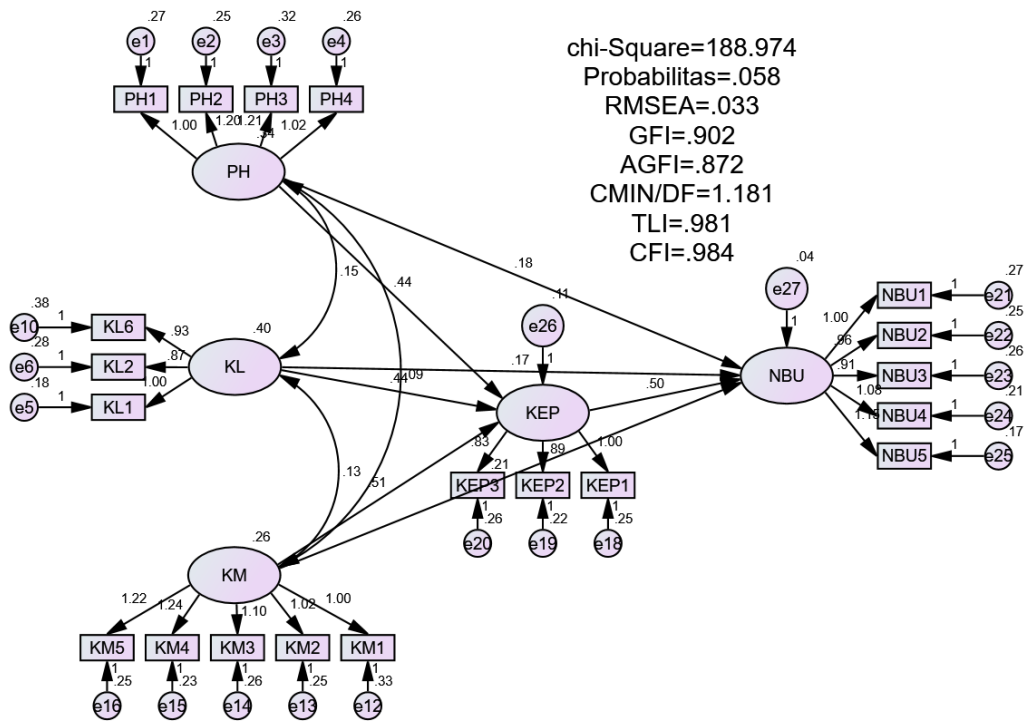 .27
.25
.32
.26
e1
e2
e3
e4
1
1
1
1
PH1
PH2
PH3
PH4
1.00
1.20
1.21
1.02
.34
PH
chi-Square=188.974
Probabilitas=.058
RMSEA=.033
GFI=.902
AGFI=.872
CMIN/DF=1.181
TLI=.981
CFI=.984
.15
.44
.18
.38
e10
1
KL6
.93
.28
e6
1
KL2
.87
.18
e5
1
KL1
1.00
.40
KL
.11
e26
1
.17
.44
.09
.04
e27
1
NBU
.50
1.00
NBU1
1
.27
e21
.96
NBU2
1
.25
e22
.91
NBU3
1
.26
e23
1.08
NBU4
1
.21
e24
NBU5
1
.17
e25
KEP
.83
.89
1.00
.21
KEP3
KEP2
KEP1
1
1
1
.26
.22
.25
e20
e19
e18
.13
.51
.26
KM
1.22
1.24
1.10
1.02
1.00
KM5
KM4
KM3
KM2
KM1
1
1
1
1
1
.25
.23
.26
.25
.33
e16
e15
e14
e13
e12